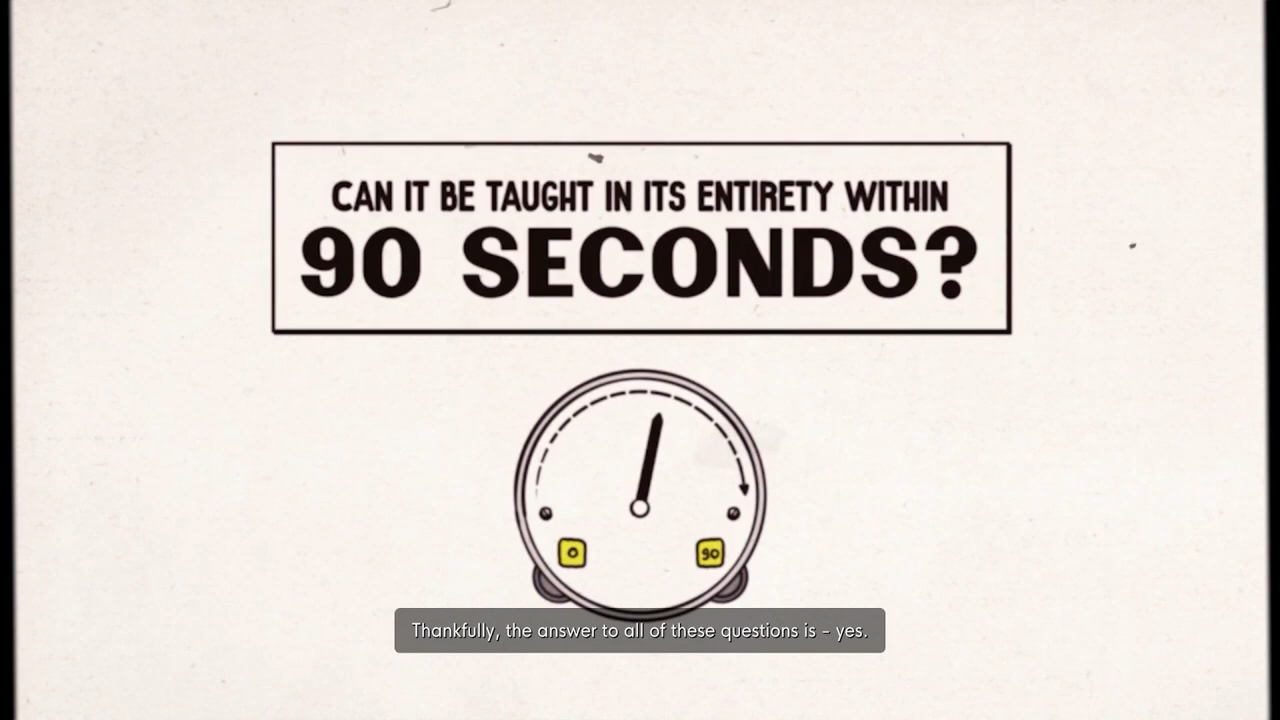 CAN IT BE TAUGHT IN ITS ENTIRETY WITHIN
90 SECONDS?
0
90
Thankfully, the answer to all of these questions is - yes.